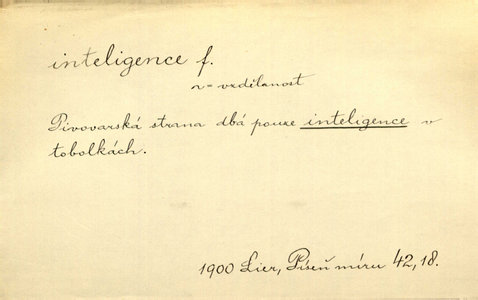 inteligence f.
~= vzdělanost
Pivovarská strana dbá pouze inteligence v
tobolkách.
1900 Lier, Píseň míru 42,18.